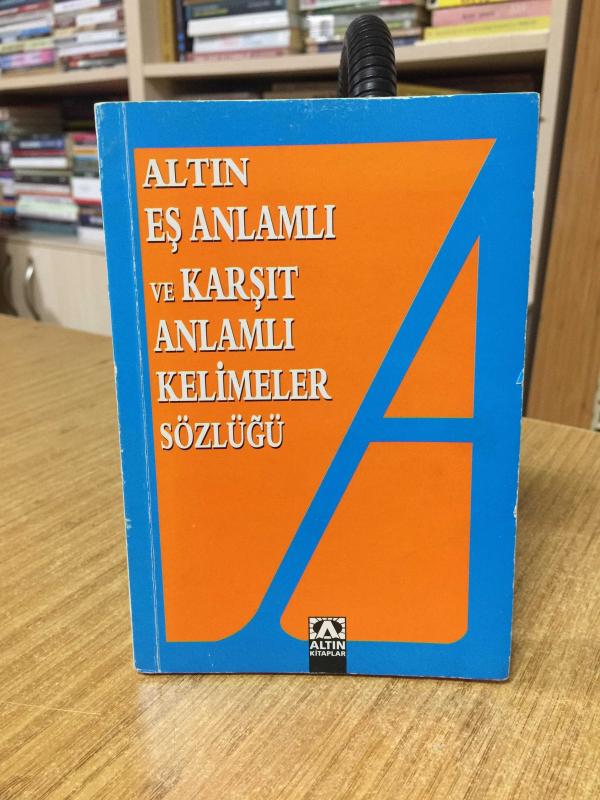 ALTIN
EŞ ANLAMLI
VE KARŞIT
ANLAMLI
KELİMELER
SÖZLÜĞÜ
ALTIN
KİTAPLAR